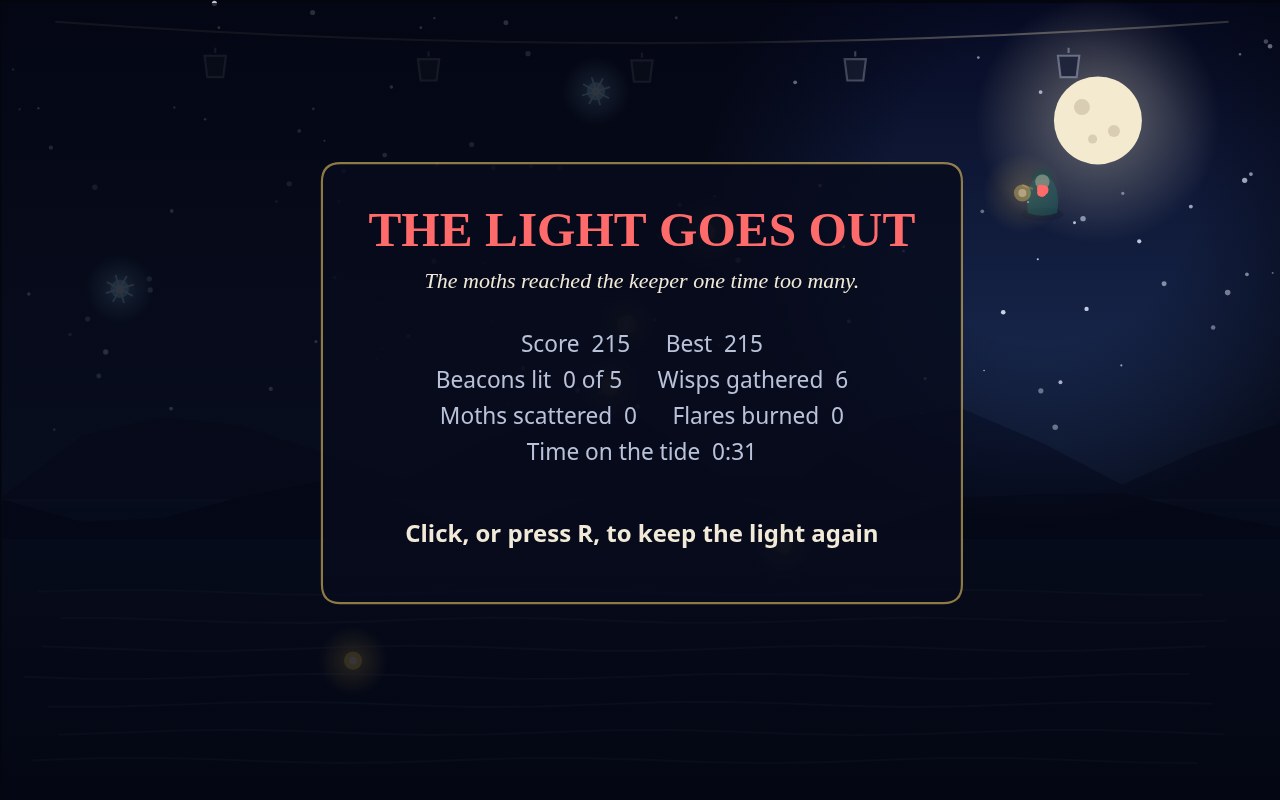 THE LIGHT GOES OUT
The moths reached the keeper one time too many.
Score 215 Best 215
Beacons lit 0 of 5 Wisps gathered 6
Moths scattered 0 Flares burned 0
Time on the tide 0:31
Click, or press R, to keep the light again